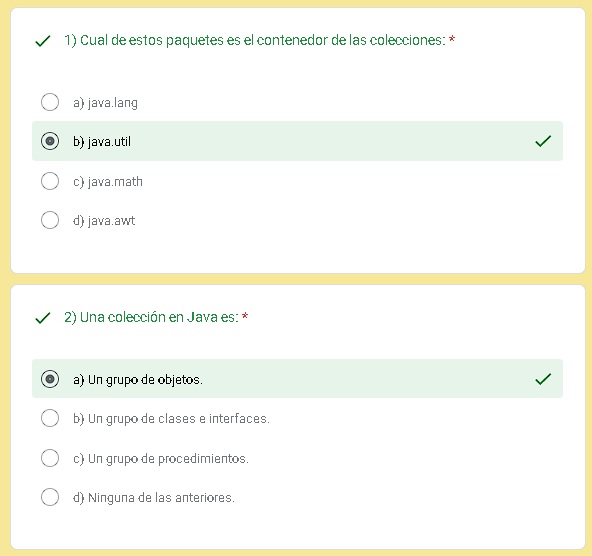 1) Cual de estos paquetes es el contenedor de las colecciones: *
a) java.lang
b) java.util
c) java.math
d) java.awt
2) Una colección en Java es: *
a) Un grupo de objetos.
b) Un grupo de clases e interfaces.
c) Un grupo de procedimientos.
d) Ninguna de las anteriores.